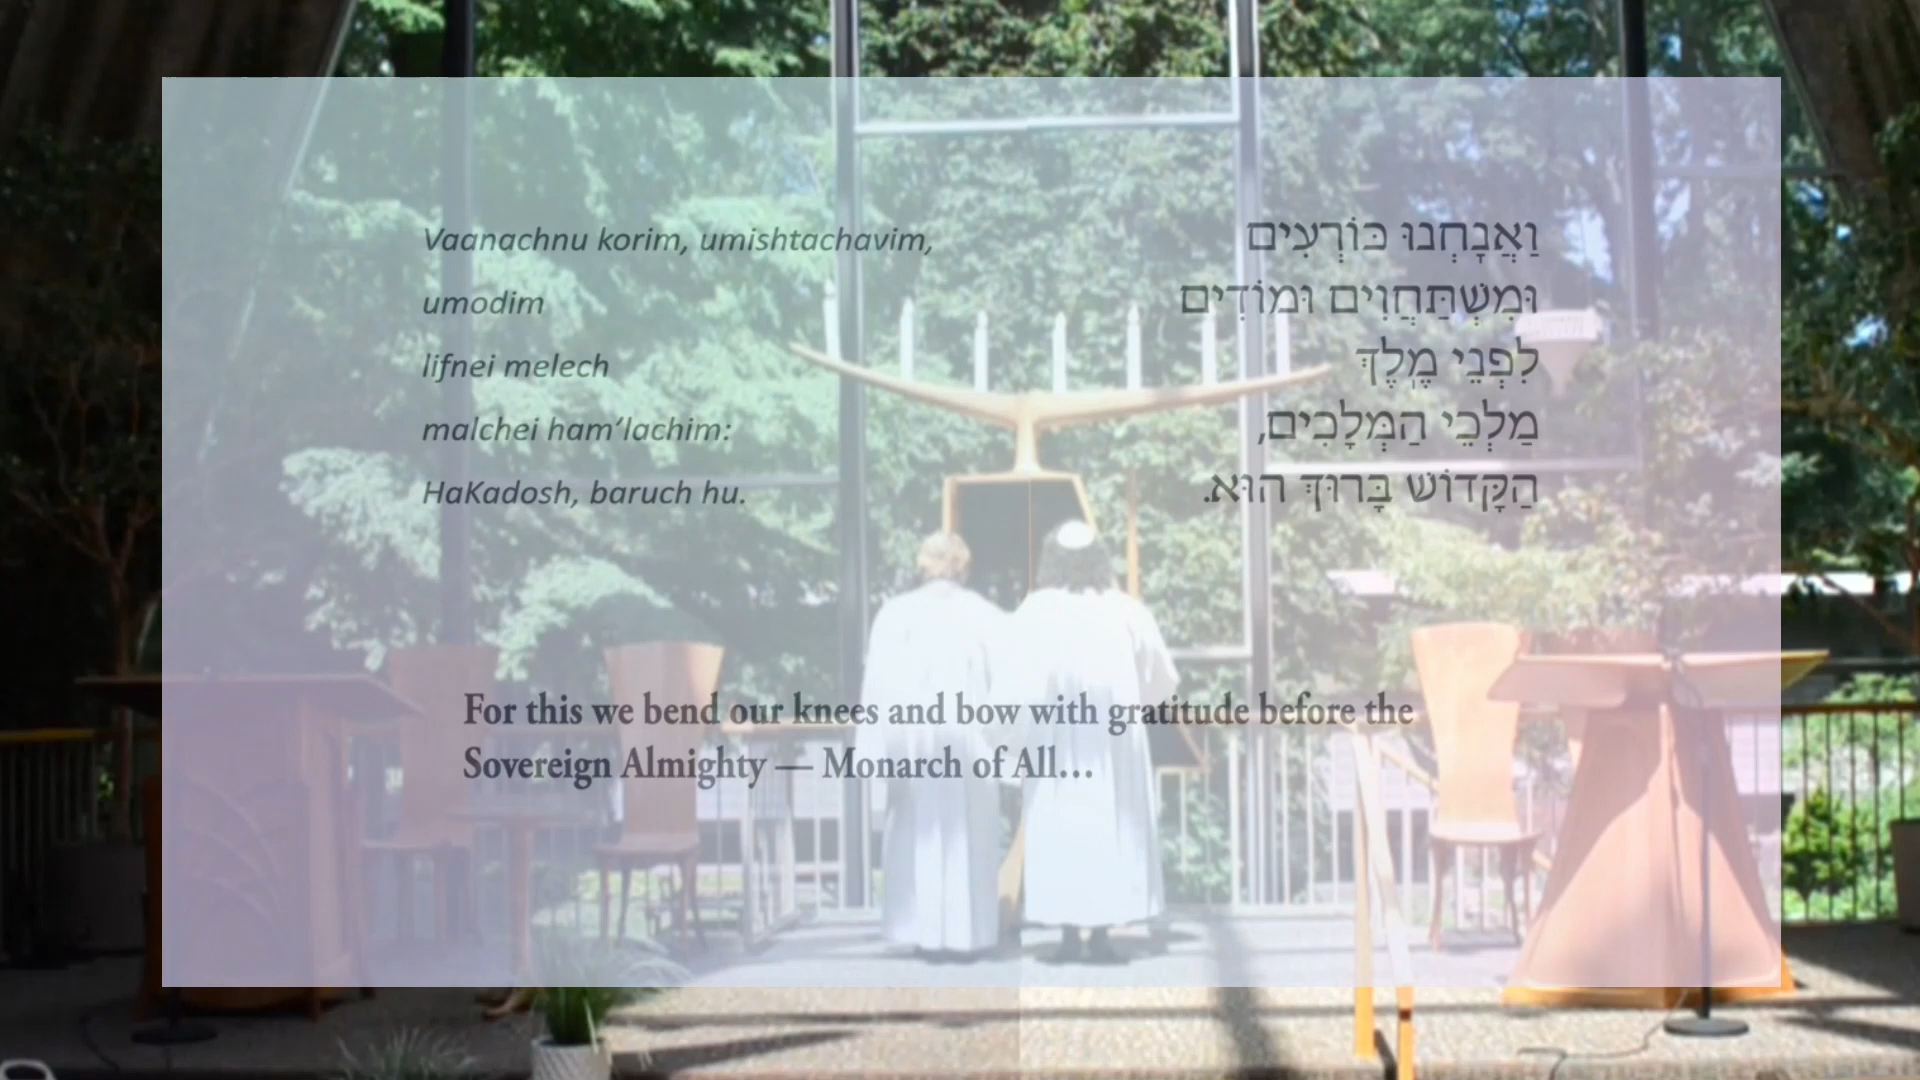 Vaanachnu korim, umishtachavim,
umodim
lifnei melech
malchei ham’lachim:
HaKadosh, baruch hu.
וַאֲנַחְנוּ כּוֹרְעִים
וּמִשְׁתַּחֲוִים וּמוֹדִים
לִפְנֵי מֶֽלֶךְ
מַלְכֵי הַמְּלָכִים,
הַקָּדוֹשׁ בָּרוּךְ הוּא.
For this we bend our knees and bow with gratitude before the
Sovereign Almighty — Monarch of All…